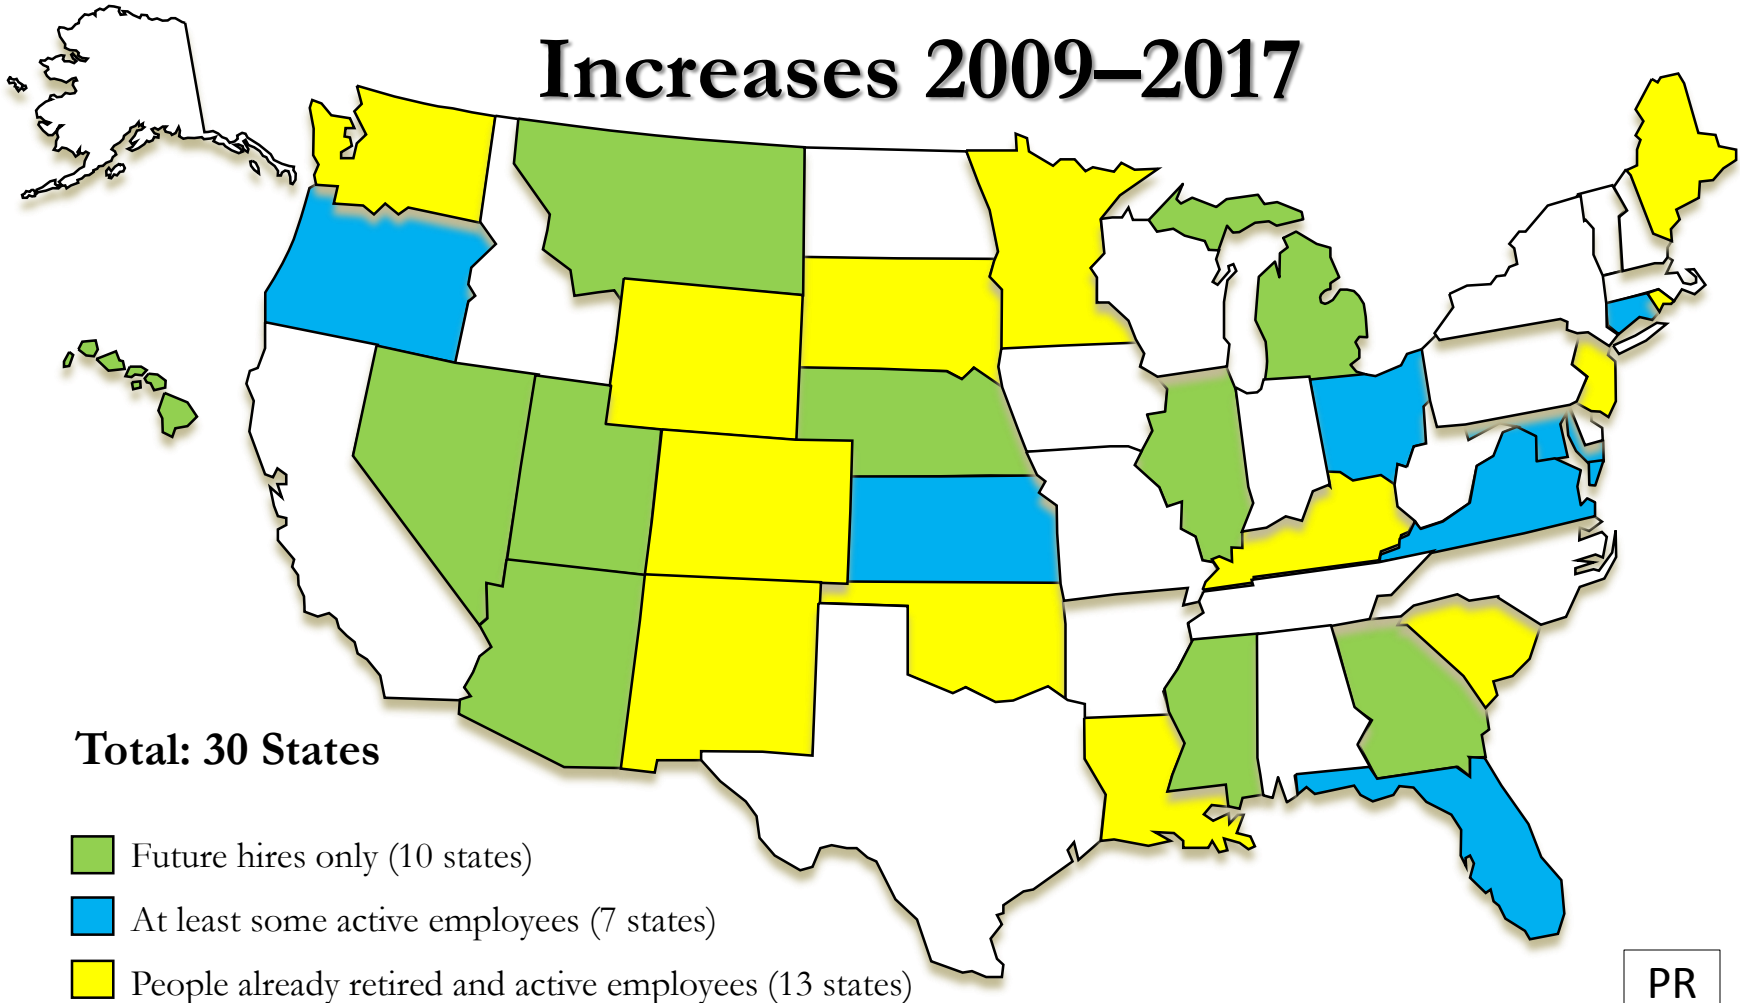 Increases 2009–2017
Total: 30 States
Future hires only (10 states)
At least some active employees (7 states)
People already retired and active employees (13 states)
PR